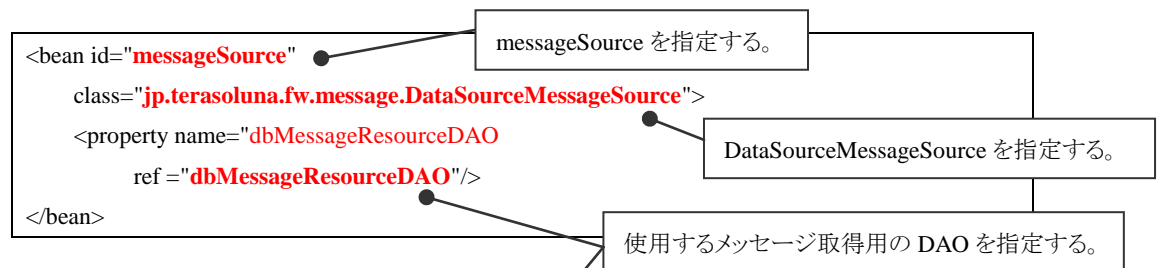 <bean id="messageSource"
messageSource を指定する。
class="jp.terasoluna.fw.message.DataSourceMessageSource">
<property name="dbMessageResourceDAO
DataSourceMessageSource を指定する。
ref ="dbMessageResourceDAO"/>
</bean>
使用するメッセージ取得用の DAO を指定する。